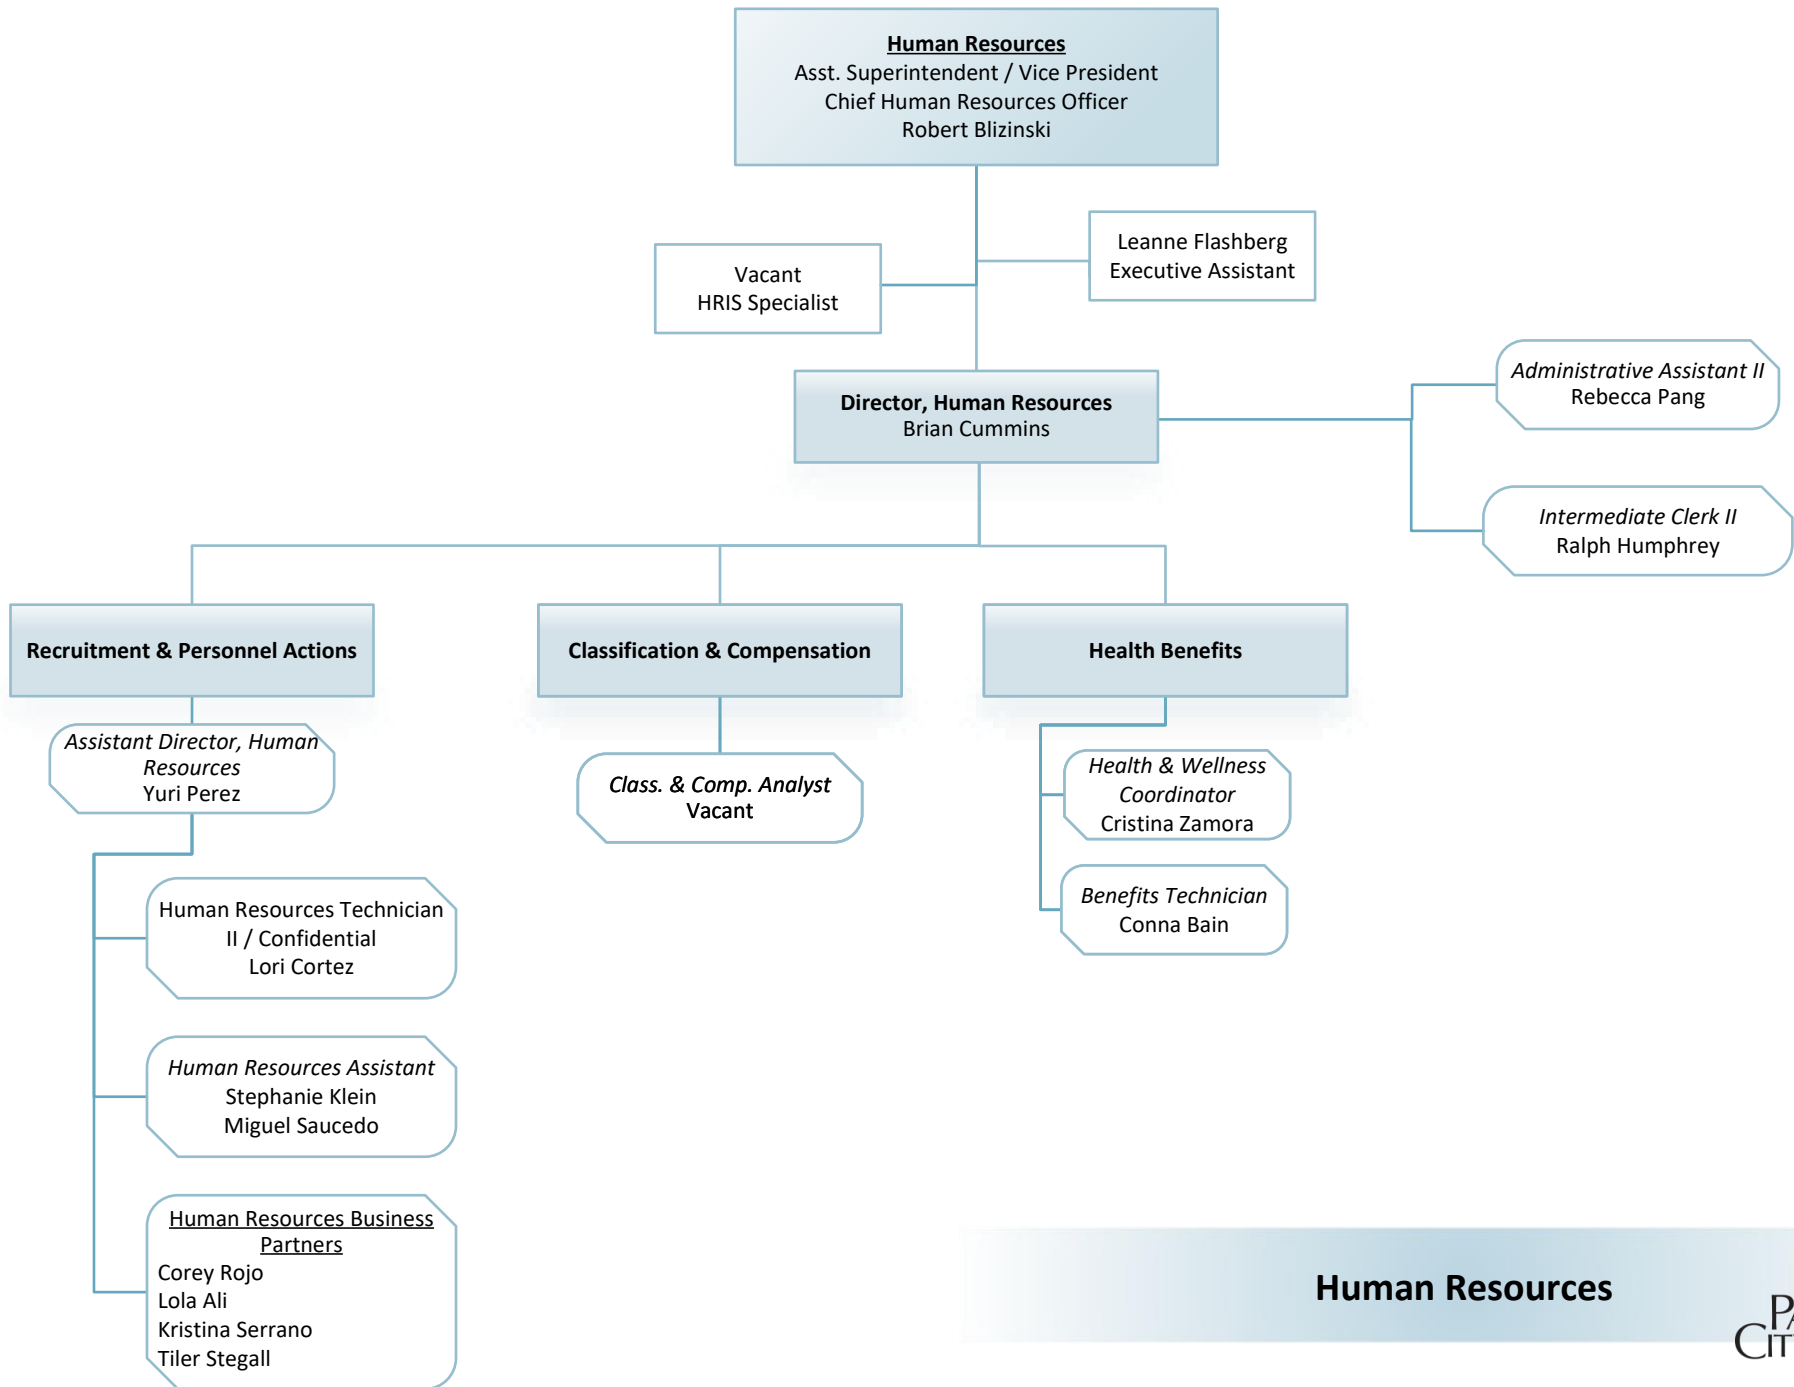 Human Resources
Asst. Superintendent / Vice President
Chief Human Resources Officer
Robert Blizinski
Leanne Flashberg
Executive Assistant
Vacant
HRIS Specialist
Director, Human Resources
Brian Cummins
Administrative Assistant II
Rebecca Pang
Intermediate Clerk II
Ralph Humphrey
Recruitment & Personnel Actions
Classification & Compensation
Health Benefits
Assistant Director, Human
Resources
Yuri Perez
Class. & Comp. Analyst
Vacant
Health & Wellness
Coordinator
Cristina Zamora
Benefits Technician
Conna Bain
Human Resources Technician
II / Confidential
Lori Cortez
Human Resources Assistant
Stephanie Klein
Miguel Saucedo
Human Resources Business
Partners
Corey Rojo
Lola Ali
Kristina Serrano
Tiler Stegall
Human Resources